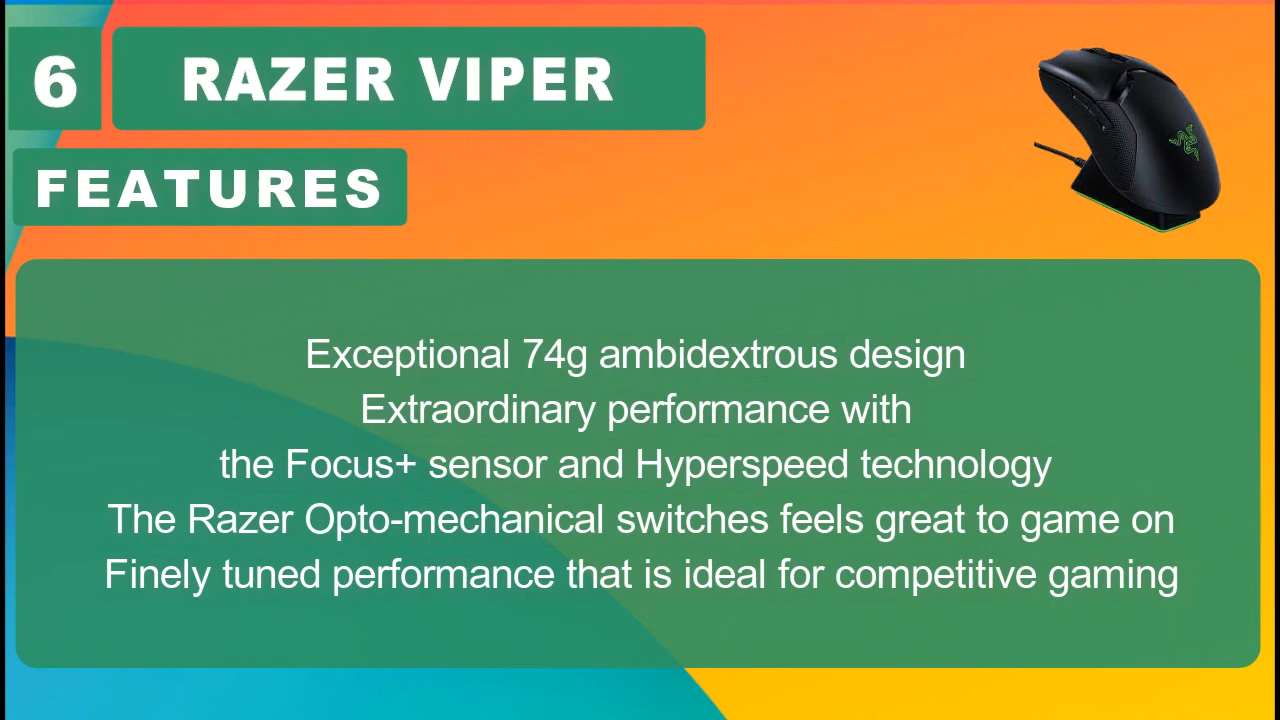 6
RAZER VIPER
FEATURES
Exceptional 74g ambidextrous design
Extraordinary performance with
the Focus+ sensor and Hyperspeed technology
The Razer Opto-mechanical switches feels great to game on
Finely tuned performance that is ideal for competitive gaming